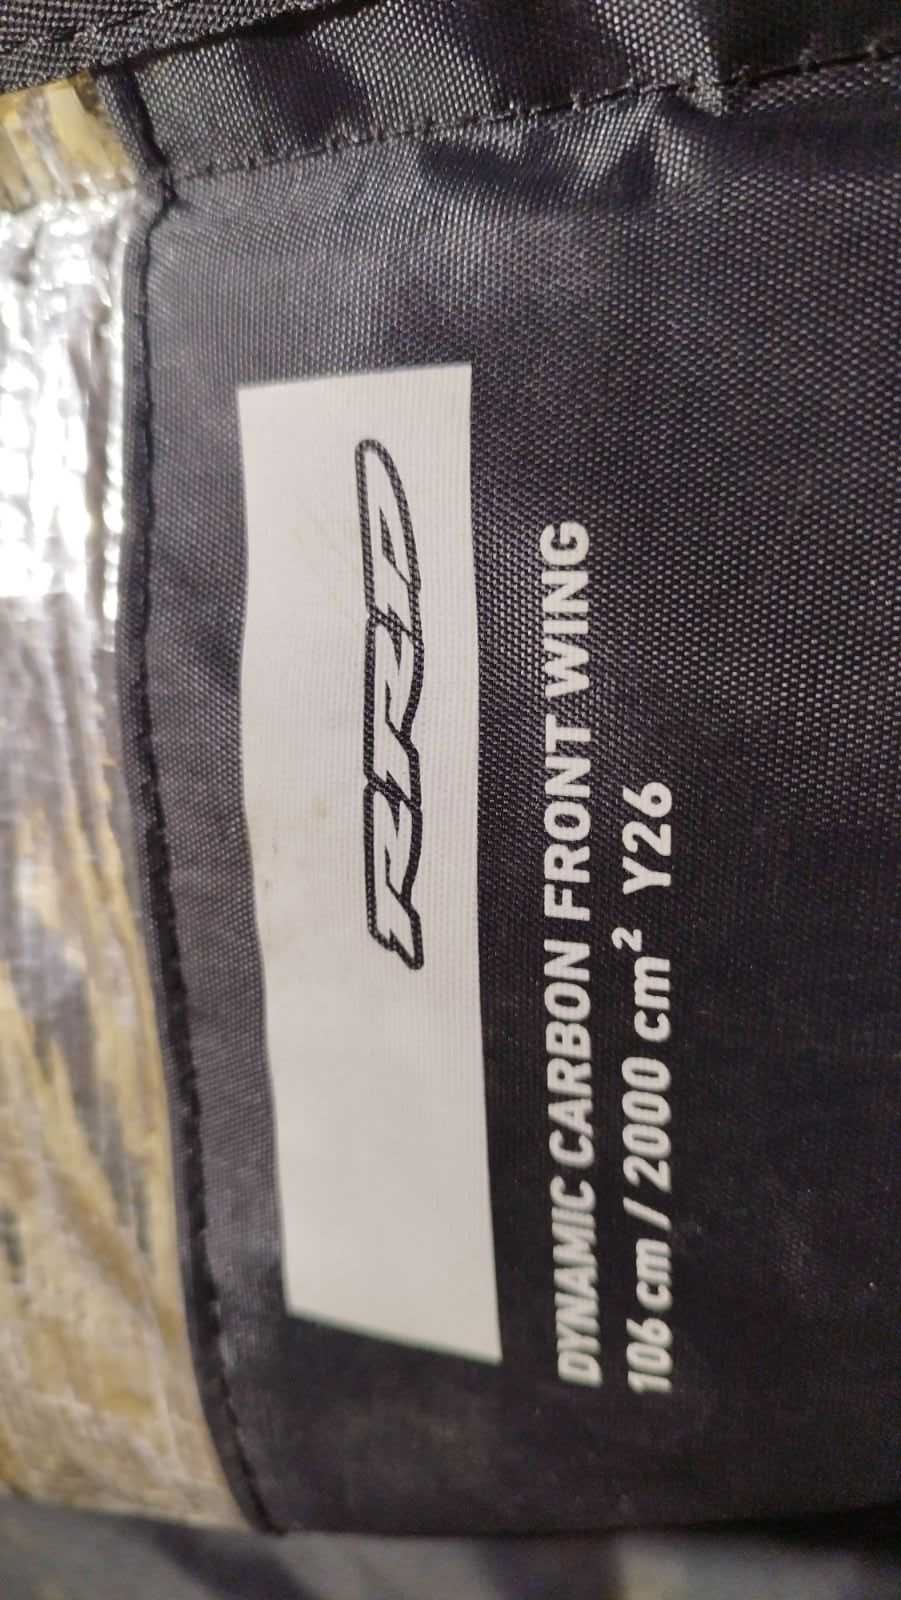 RRD
DYNAMIC CARBON FRONT WING
106 cm / 2000 cm² Y26